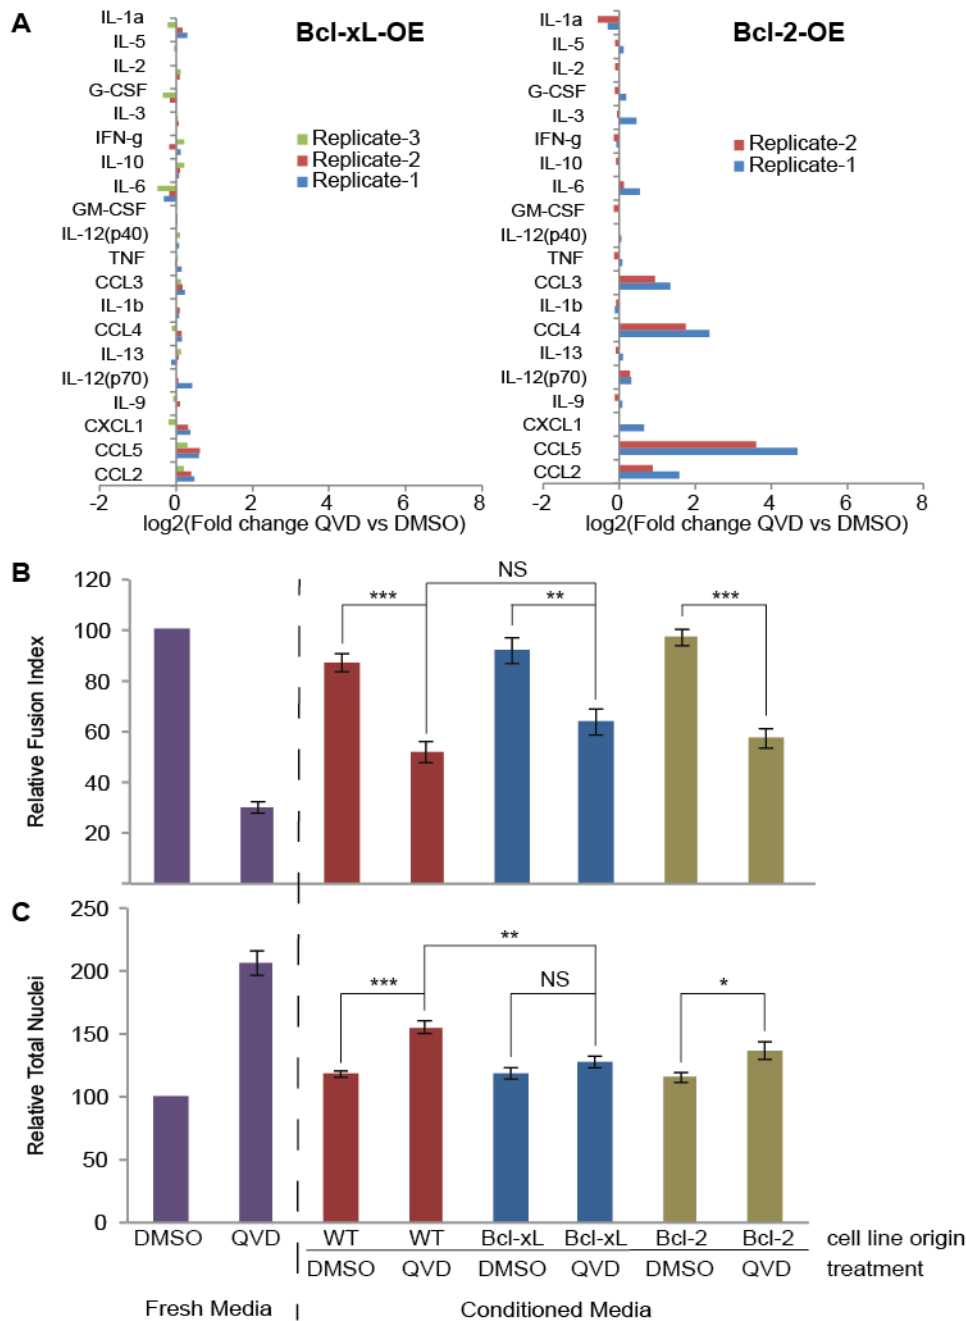 A
Bcl-xL-OE
IL-1a
IL-5
IL-2
G-CSF
IL-3
IFN-g
IL-10
IL-6
GM-CSF
IL-12(p40)
TNF
CCL3
IL-1b
CCL4
IL-13
IL-12(p70)
IL-9
CXCL1
CCL5
CCL2
Replicate-3
Replicate-2
Replicate-1
-2 0 2 4 6 8
log2(Fold change QVD vs DMSO)
Bcl-2-OE
IL-1a
IL-5
IL-2
G-CSF
IL-3
IFN-g
IL-10
IL-6
GM-CSF
IL-12(p40)
TNF
CCL3
IL-1b
CCL4
IL-13
IL-12(p70)
IL-9
CXCL1
CCL5
CCL2
Replicate-2
Replicate-1
-2 0 2 4 6 8
log2(Fold change QVD vs DMSO)
B
Relative Fusion Index
120
100
80
60
40
20
NS
*** ** ***
C
Relative Total Nuclei
250
200
150
100
50
0
**
*** NS *
DMSO QVD WT WT Bcl-xL Bcl-xL Bcl-2 Bcl-2 cell line origin
DMSO QVD DMSO QVD DMSO QVD treatment
Fresh Media Conditioned Media